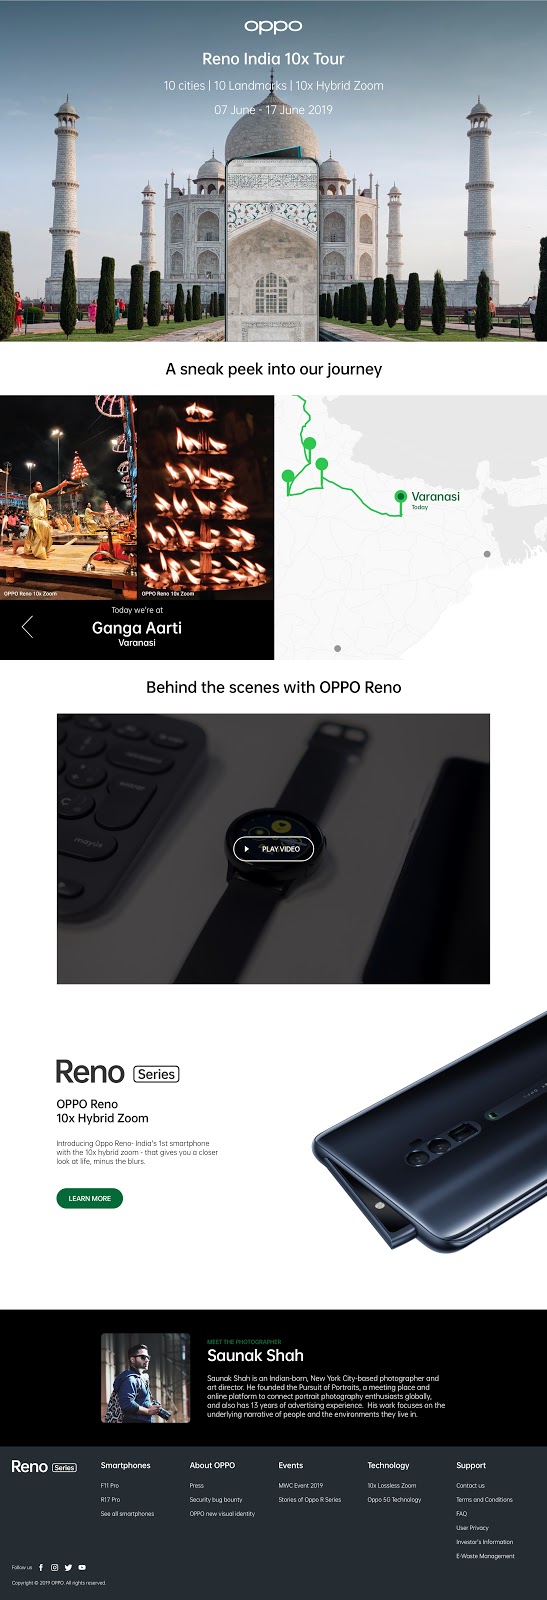 oppo
Reno India 10x Tour
10 cities | 10 Landmarks | 10x Hybrid Zoom
07 June - 17 June 2019
A sneak peek into our journey
OPPO Reno 10x Zoom
OPPO Reno 10x Zoom
Today we're at
Ganga Aarti
Varanasi
Varanasi
Today
Behind the scenes with OPPO Reno
PLAY VIDEO
Reno Series
OPPO Reno
10x Hybrid Zoom
Introducing Oppo Reno- India's 1st smartphone
with the 10x hybrid zoom - that gives you a closer
look at life, minus the blurs.
LEARN MORE
MEET THE PHOTOGRAPHER
Saunak Shah
Saunak Shah is an Indian-born, New York City-based photographer and
art director. He founded the Pursuit of Portraits, a meeting place and
online platform to connect portrait photography enthusiasts globally,
and also has 13 years of advertising experience. His work focuses on the
underlying narrative of people and the environments they live in.
Reno Series
Smartphones
F11 Pro
R17 Pro
See all smartphones
About OPPO
Press
Security bug bounty
OPPO new visual identity
Events
MWC Event 2019
Stories of Oppo R Series
Technology
10x Lossless Zoom
Oppo 5G Technology
Support
Contact us
Terms and Conditions
FAQ
User Privacy
Investor's Information
E-Waste Management
Follow us
Copyright © 2019 OPPO. All rights reserved.